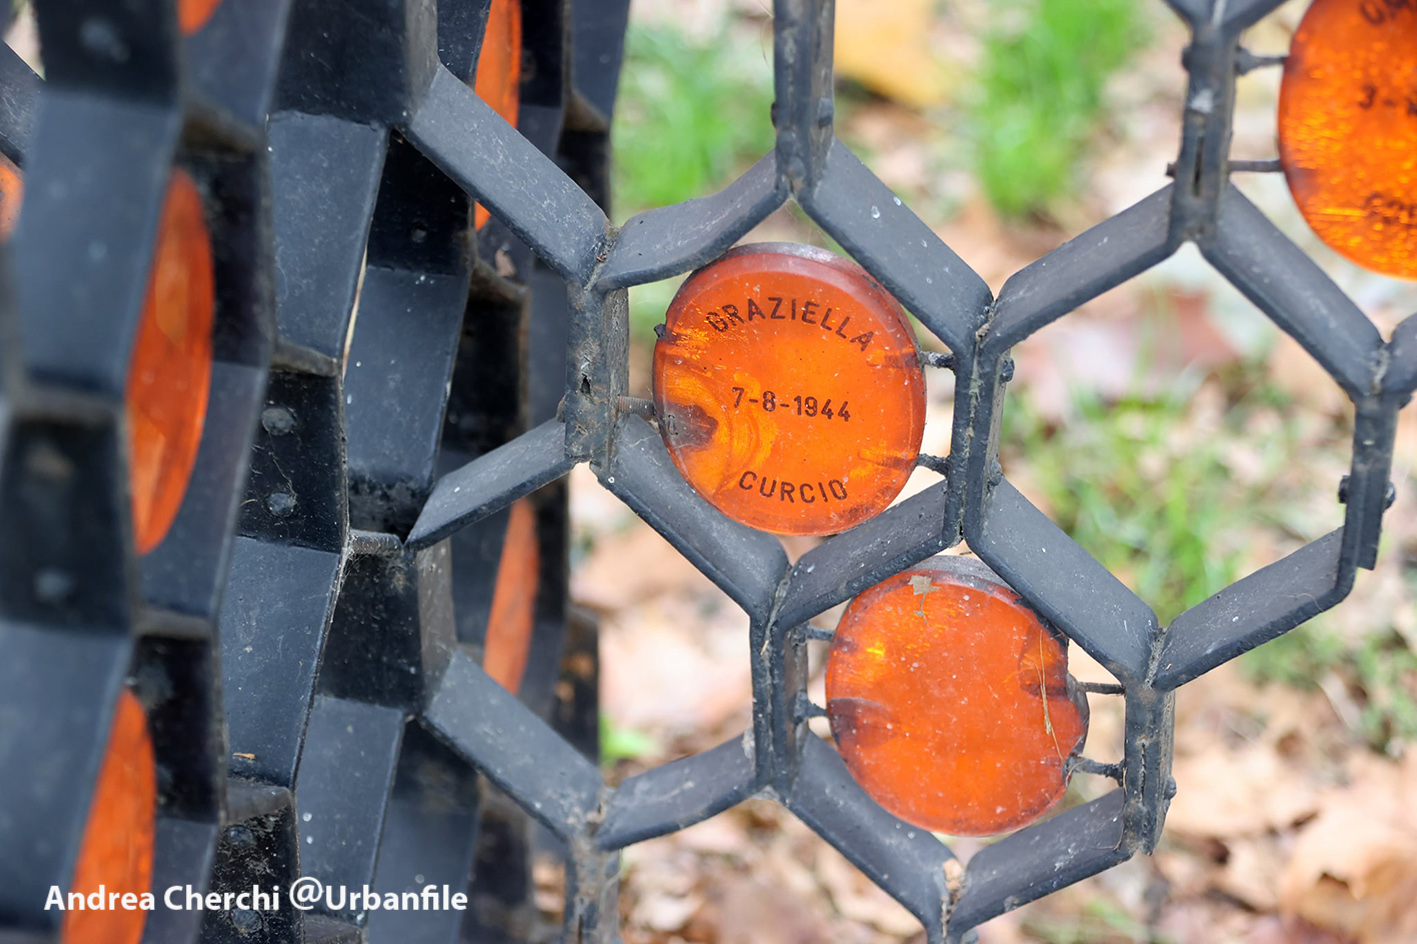 GRAZIELLA
7-8-1944
CURCIO
Andrea Cherchi @Urbanfile